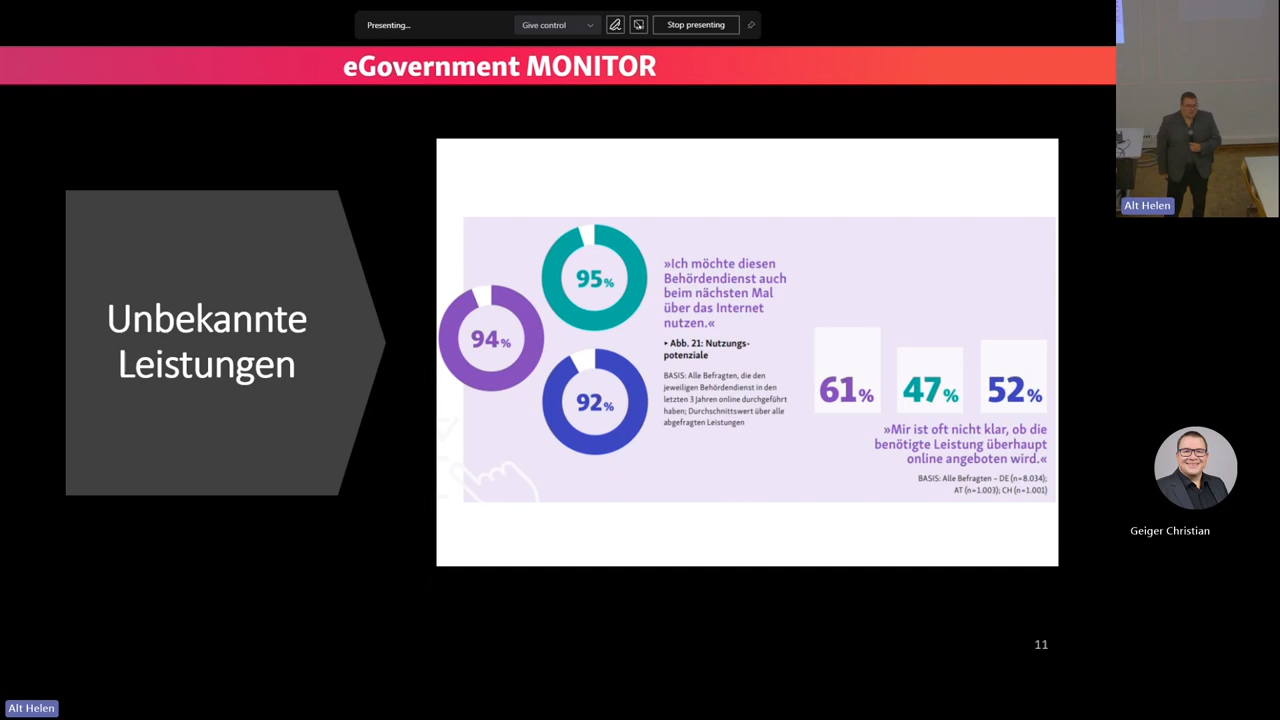 Presenting...
Give control
Stop presenting
eGovernment MONITOR
Alt Helen
Unbekannte
Leistungen
95%
94%
92%
»Ich möchte diesen
Behördendienst auch
beim nächsten Mal
über das Internet
nutzen.«
‣ Abb. 21: Nutzungs-
potenziale
BASIS: Alle Befragten, die den
jeweiligen Behördendienst in den
letzten 3 Jahren online durchgeführt
haben; Durchschnittswert über alle
abgefragten Leistungen
61% 47% 52%
»Mir ist oft nicht klar, ob die
benötigte Leistung überhaupt
online angeboten wird.«
BASIS: Alle Befragten – DE (n=8.034);
AT (n=1.003); CH (n=1.001)
Geiger Christian
11
Alt Helen